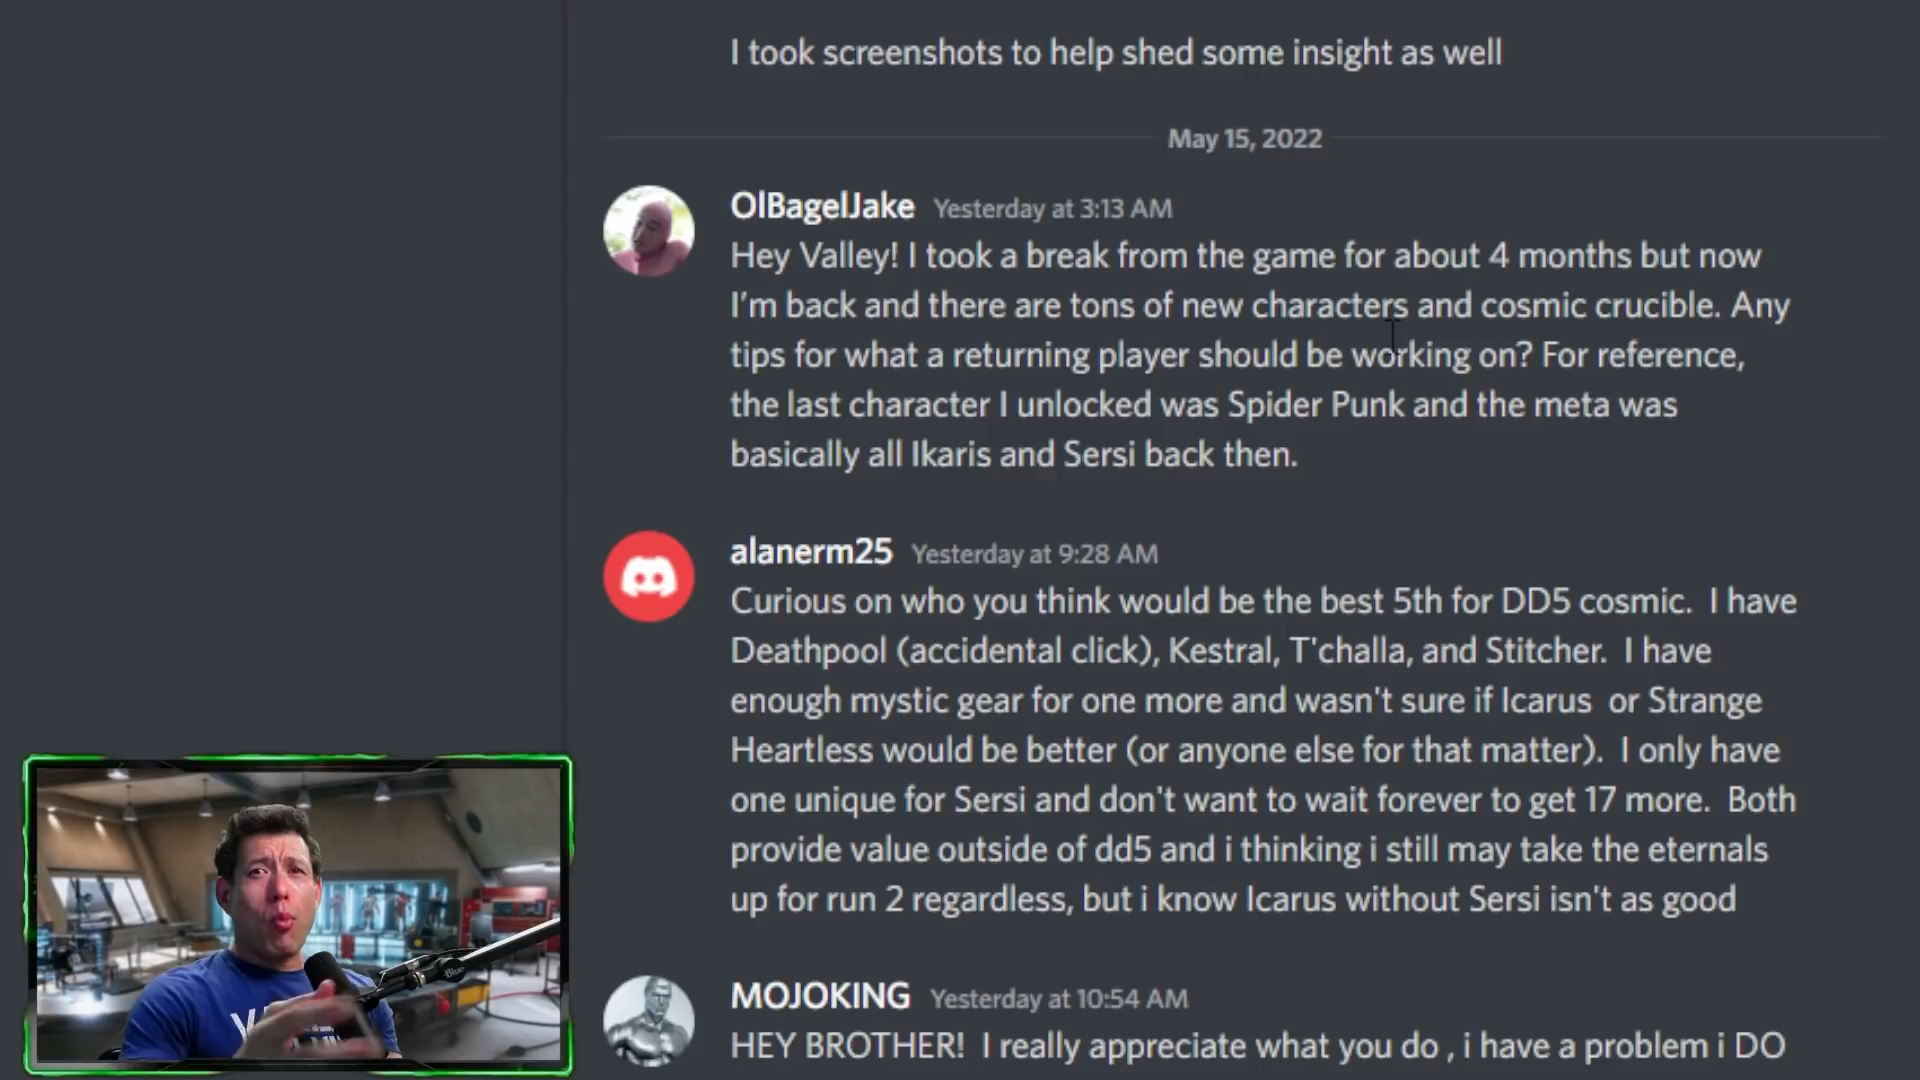 I took screenshots to help shed some insight as well
May 15, 2022
OlBagelJake Yesterday at 3:13 AM
Hey Valley! I took a break from the game for about 4 months but now
I'm back and there are tons of new characters and cosmic crucible. Any
tips for what a returning player should be working on? For reference,
the last character I unlocked was Spider Punk and the meta was
basically all Ikaris and Sersi back then.
alanerm25 Yesterday at 9:28 AM
Curious on who you think would be the best 5th for DD5 cosmic. I have
Deathpool (accidental click), Kestral, T'challa, and Stitcher. I have
enough mystic gear for one more and wasn't sure if Icarus or Strange
Heartless would be better (or anyone else for that matter). I only have
one unique for Sersi and don't want to wait forever to get 17 more. Both
provide value outside of dd5 and i thinking i still may take the eternals
up for run 2 regardless, but i know Icarus without Sersi isn't as good
MOJOKING Yesterday at 10:54 AM
HEY BROTHER! I really appreciate what you do , i have a problem i DO
Blue